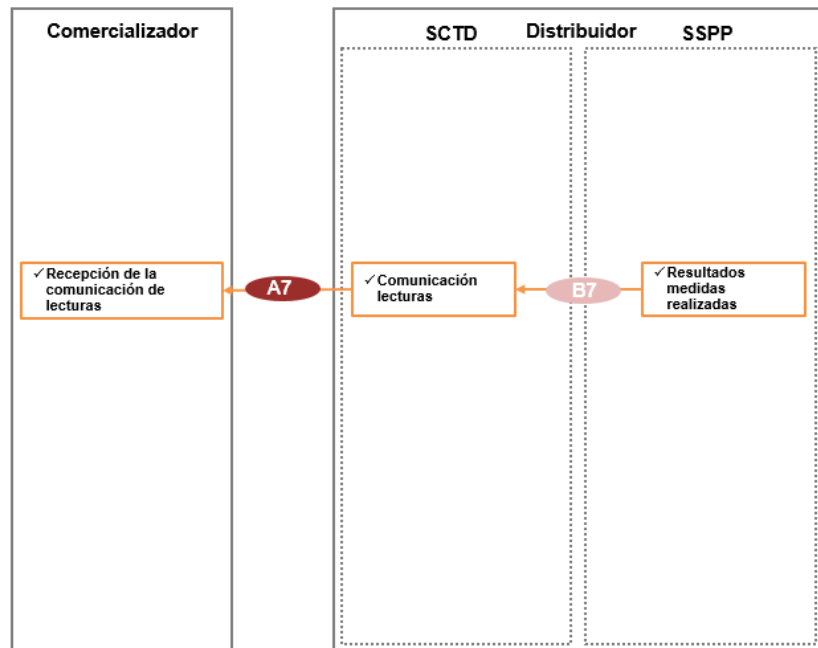 Comercializador
Distribuidor
SCTD
SSPP
✓Recepción de la
comunicación de
lecturas
A7
✓Comunicación
lecturas
B7
✓Resultados
medidas
realizadas